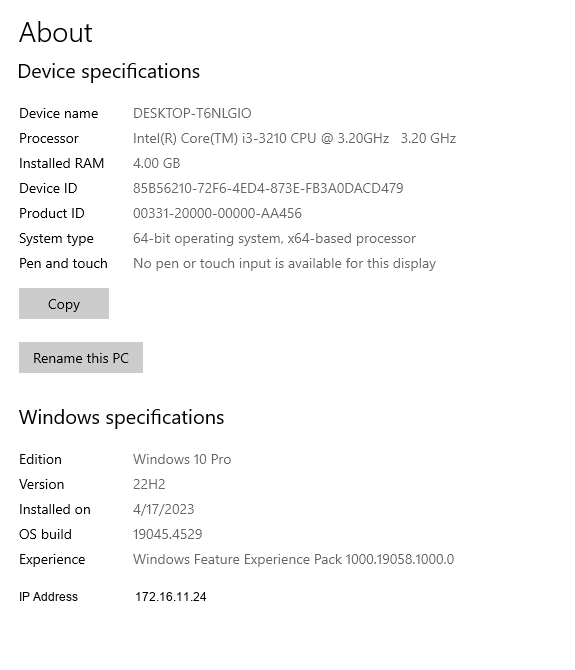 About
Device specifications
Device name DESKTOP-T6NLGIO
Processor Intel(R) Core(TM) i3-3210 CPU @ 3.20GHz 3.20 GHz
Installed RAM 4.00 GB
Device ID 85B56210-72F6-4ED4-873E-FB3A0DACD479
Product ID 00331-20000-00000-AA456
System type 64-bit operating system, x64-based processor
Pen and touch No pen or touch input is available for this display
Copy
Rename this PC
Windows specifications
Edition Windows 10 Pro
Version 22H2
Installed on 4/17/2023
OS build 19045.4529
Experience Windows Feature Experience Pack 1000.19058.1000.0
IP Address 172.16.11.24